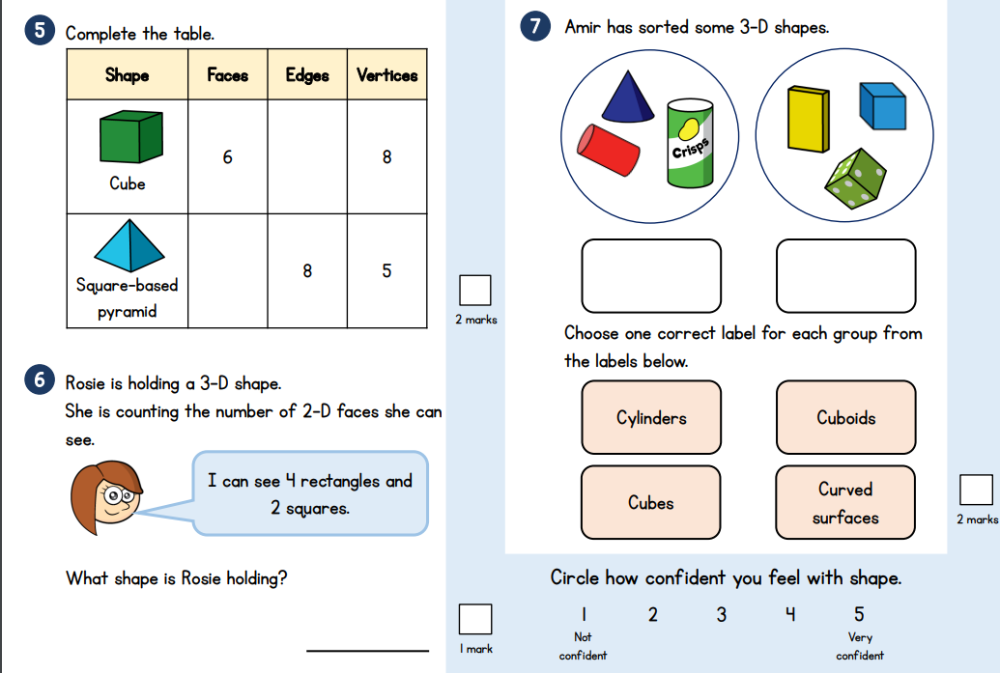 5 Complete the table.
Shape Faces Edges Vertices
6 8
Cube
8 5
Square-based
pyramid
2 marks
6 Rosie is holding a 3-D shape.
She is counting the number of 2-D faces she can
see.
I can see 4 rectangles and
2 squares.
What shape is Rosie holding?
1 mark
7 Amir has sorted some 3-D shapes.
Crisps
Choose one correct label for each group from
the labels below.
Cylinders Cuboids
Cubes
Curved
surfaces
2 marks
Circle how confident you feel with shape.
1 2 3 4 5
Not
confident
Very
confident